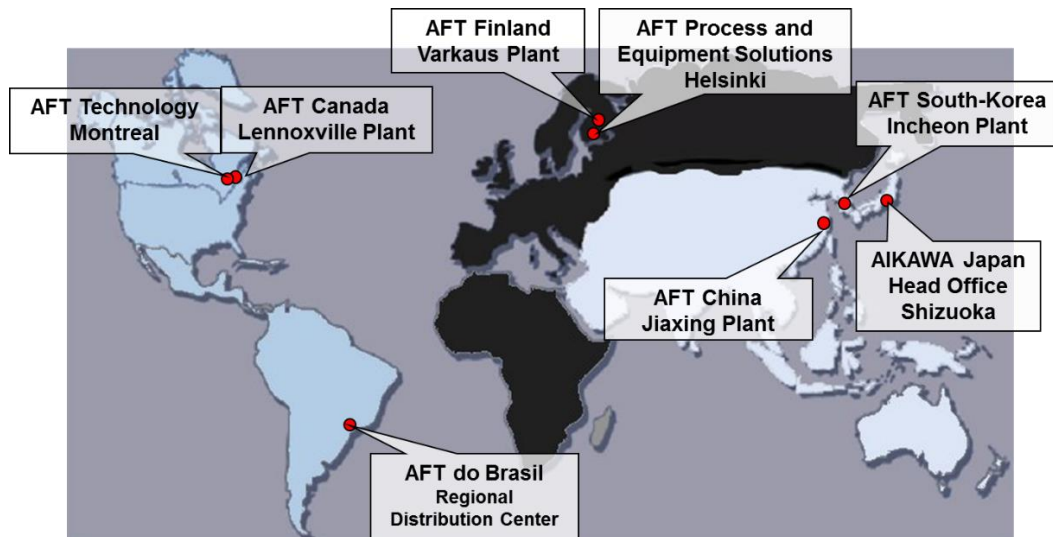 AFT Finland
Varkaus Plant
AFT Process and
Equipment Solutions
Helsinki
AFT Technology
Montreal
AFT Canada
Lennoxville Plant
AFT South-Korea
Incheon Plant
AIKAWA Japan
Head Office
Shizuoka
AFT China
Jiaxing Plant
AFT do Brasil
Regional
Distribution Center